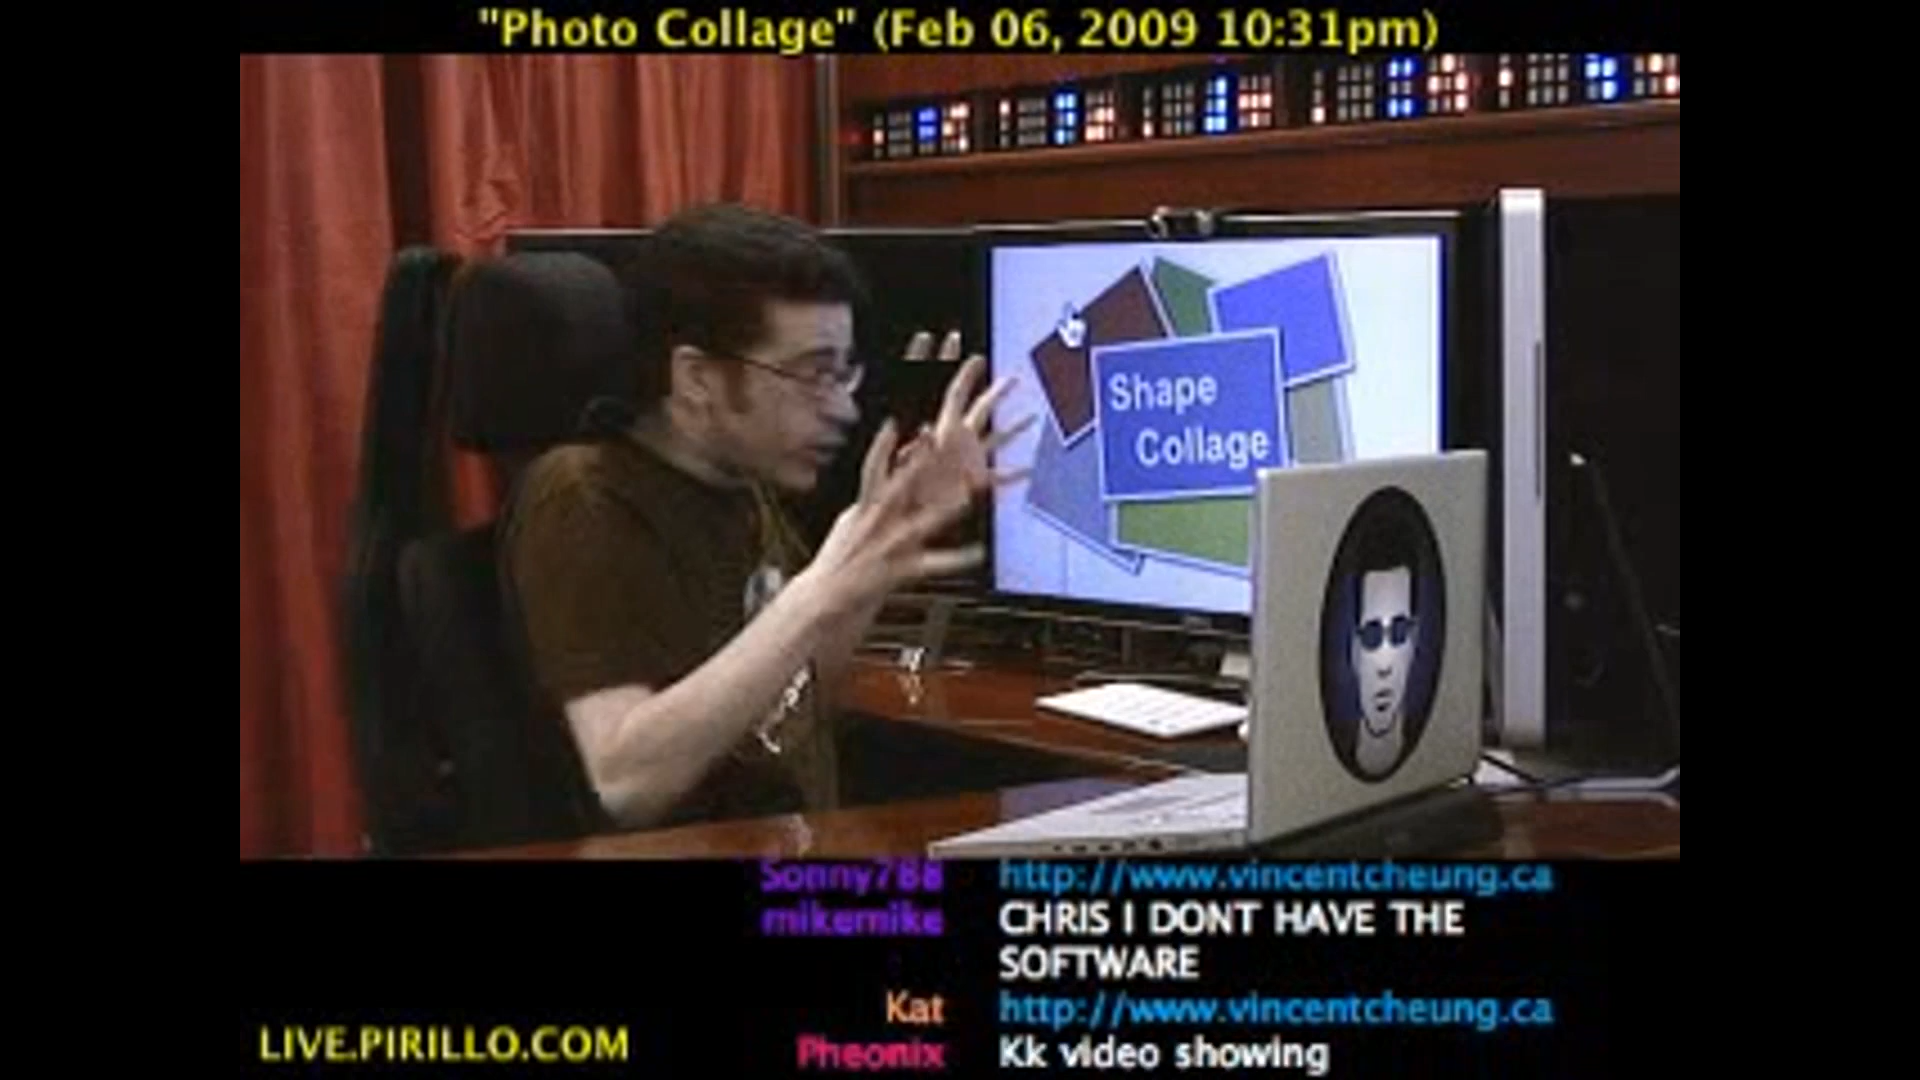 "Photo Collage" (Feb 06, 2009 10:31pm)
Shape
Collage
Sonny788 http://www.vincentcheung.ca
mikemike CHRIS I DONT HAVE THE
SOFTWARE
Kat http://www.vincentcheung.ca
LIVE.PIRILLO.COM
Pheonix Kk video showing